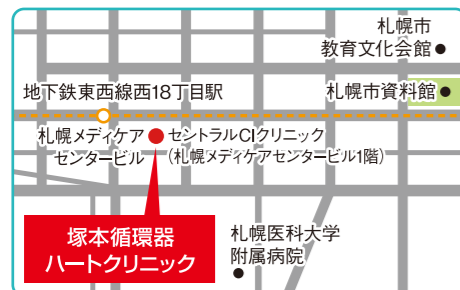 札幌市
教育文化会館
地下鉄東西線西18丁目駅
札幌市資料館
札幌メディケア
センタービル
セントラルCIクリニック
(札幌メディケアセンタービル1階)
塚本循環器
ハートクリニック
札幌医科大学
附属病院